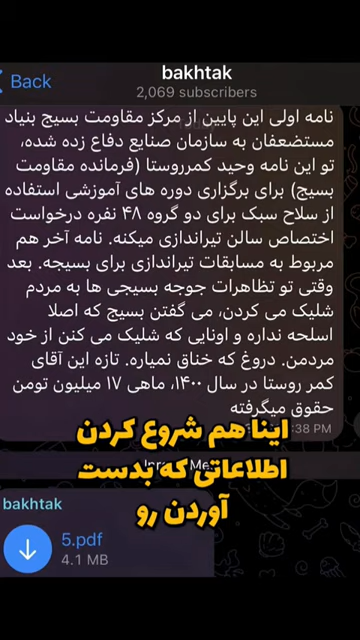 Back
bakhtak
2,069 subscribers
نامه اولی این پایین از مرکز مقاومت بسیج بنیاد
مستضعفان به سازمان صنایع دفاع زده شده،
تو این نامه وحید کمرروستا (فرمانده مقاومت
بسیج) برای برگزاری دوره های آموزشی استفاده
از سلاح سبک برای دو گروه ۴۸ نفره درخواست
اختصاص سالن تیراندازی میکنه. نامه آخر هم
مربوط به مسابقات تیراندازی برای بسیجه. بعد
وقتی تو تظاهرات جوجه بسیجی ها به مردم
شلیک می کردن، می گفتن بسیج که اصلا
اسلحه نداره و اونایی که شلیک می کنن از خود
مردمن. دروغ که خناق نمیاره. تازه این آقای
کمر روستا در سال ۱۴۰۰، ماهی ۱۷ میلیون تومن
حقوق میگرفته
اینا هم شروع کردن
اطلاعاتی که بدست
آوردن رو
bakhtak
5.pdf
4.1 MB